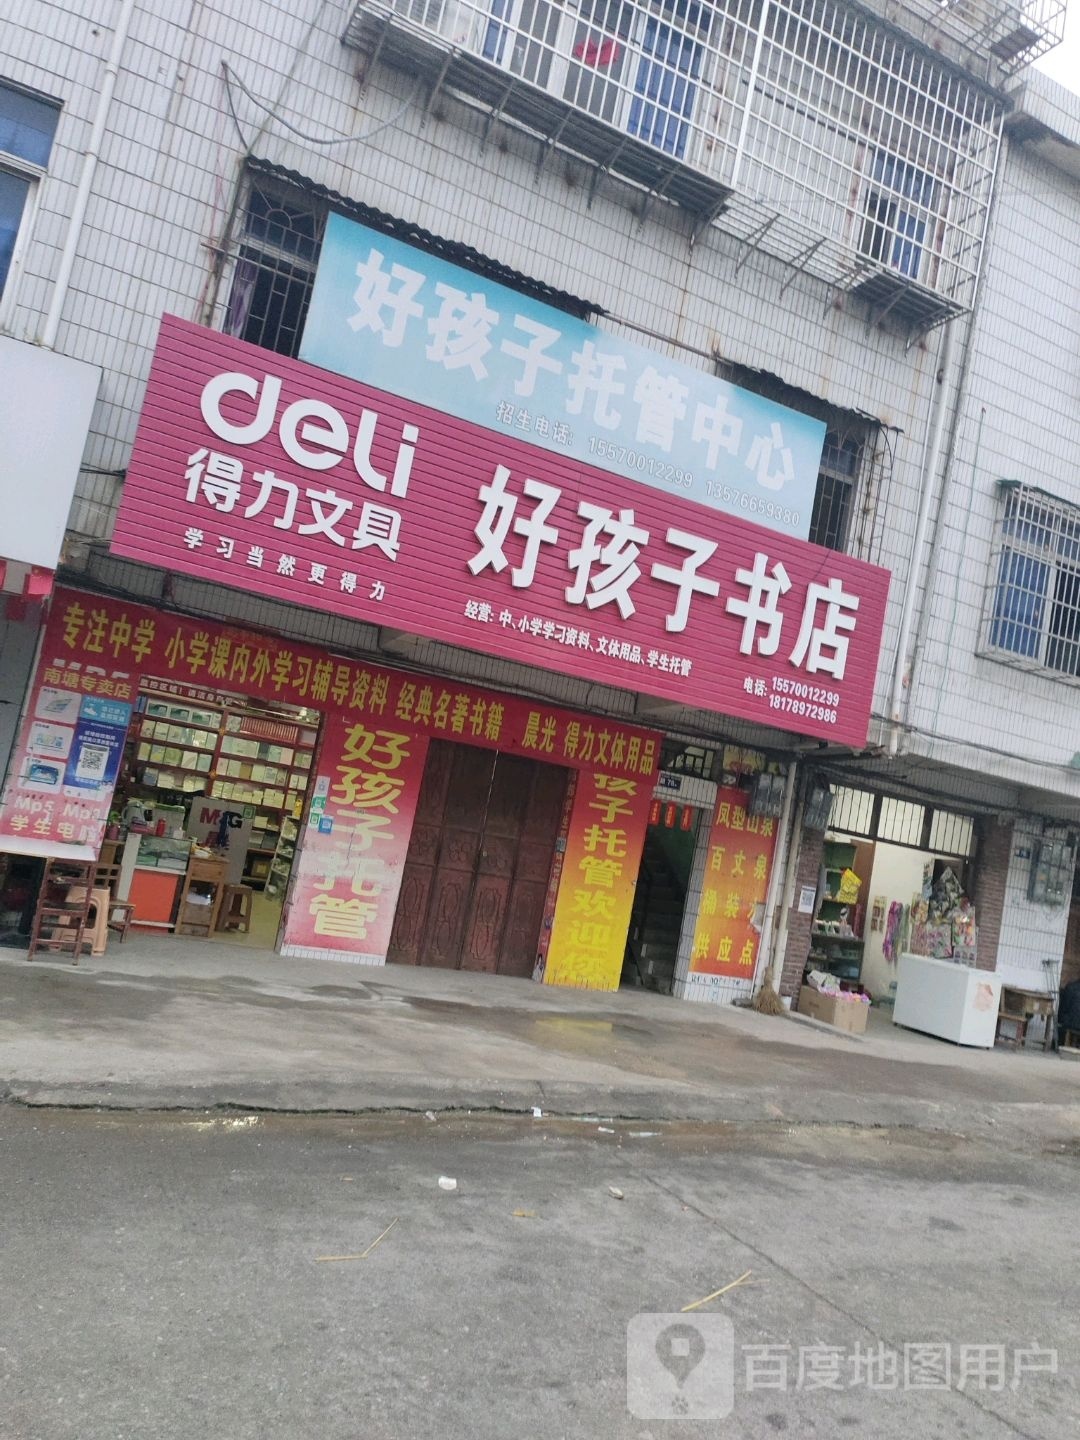 好孩子托管中心
招生电话: 15570012299 13576659380
deli
得力文具
学习当然更得力
好孩子书店
经营: 中、小学学习资料、文体用品、学生托管
电话: 15570012299
18178972986
专注中学 小学课内外学习辅导资料 经典名著书籍 晨光 得力文体用品
南塘专卖店
Mp5
学生电
好孩子托管
孩子托管欢迎您
凤型山泉
百丈泉
桶装水
供应点
百度地图用户